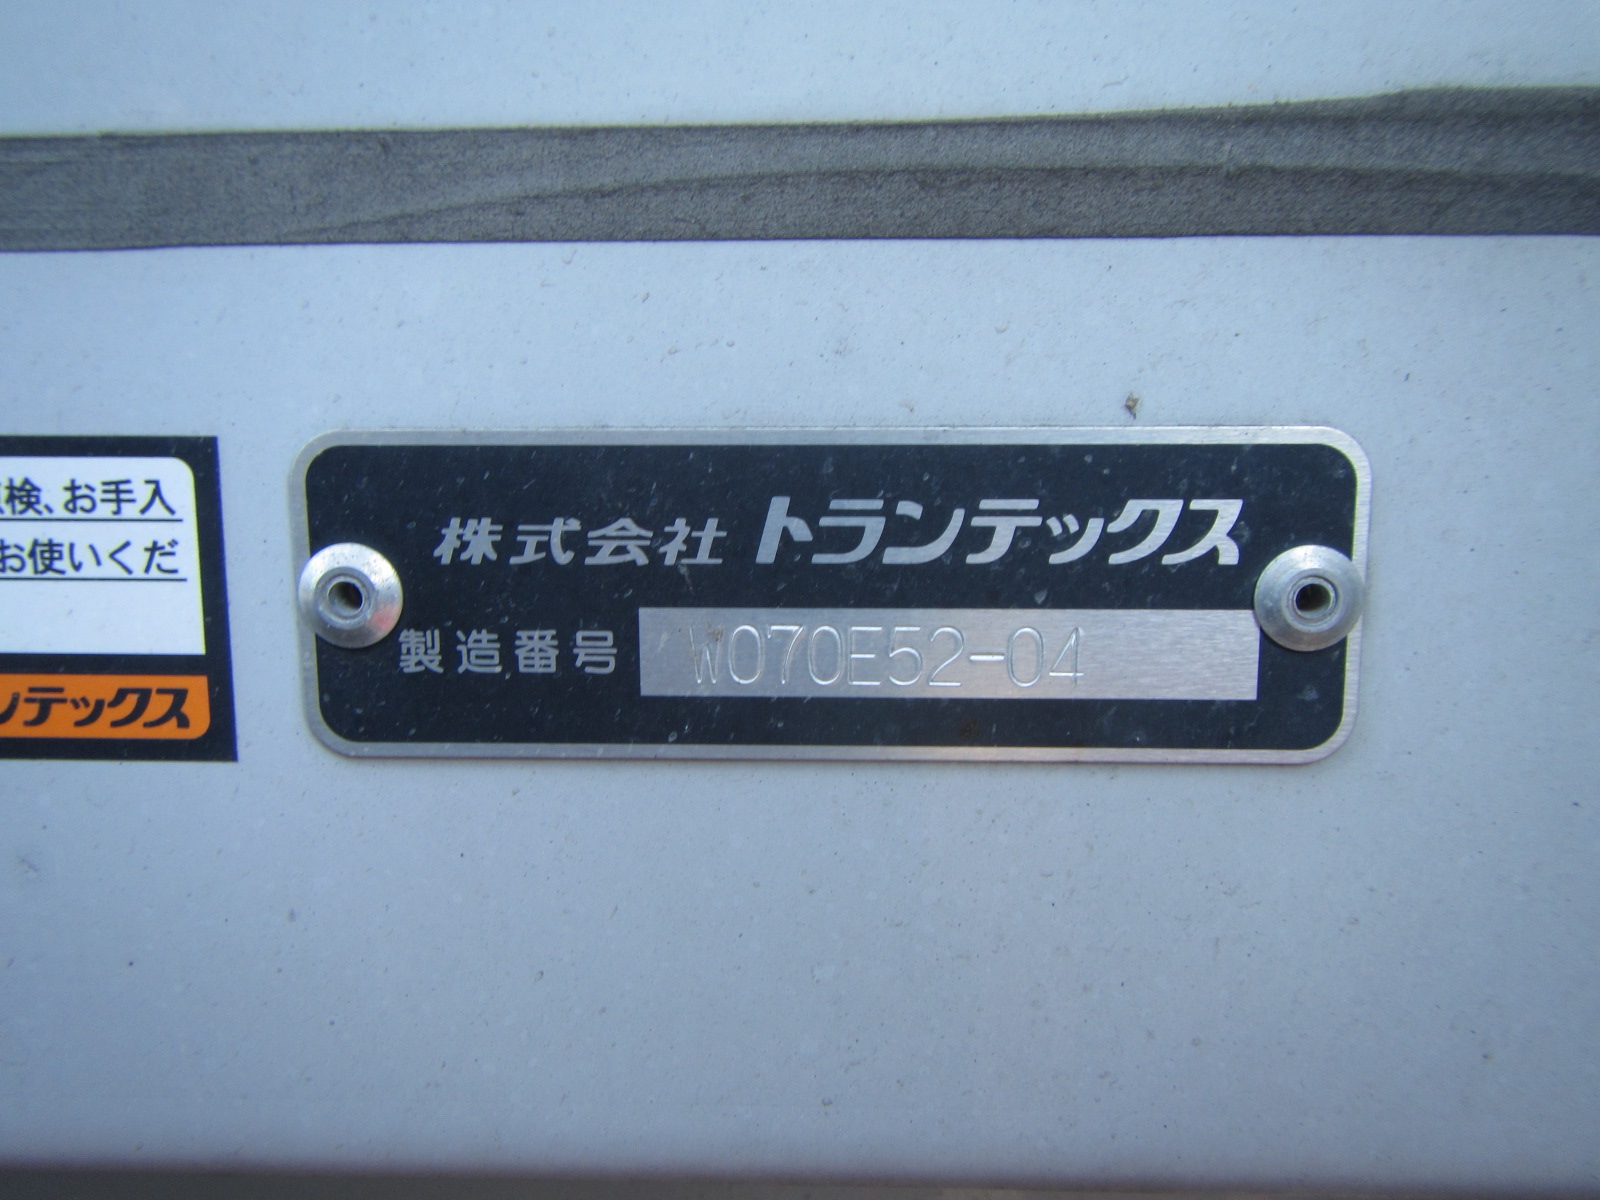 検、お手入
お使いくだ
ンテックス
株式会社トランテックス
製造番号 W070E52-04